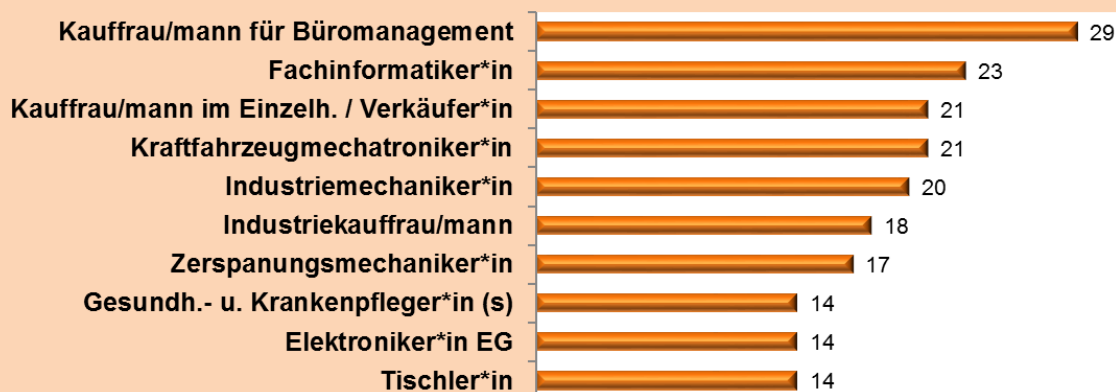 Kauffrau/mann für Büromanagement 29
Fachinformatiker*in 23
Kauffrau/mann im Einzelh. / Verkäufer*in 21
Kraftfahrzeugmechatroniker*in 21
Industriemechaniker*in 20
Industriekauffrau/mann 18
Zerspanungsmechaniker*in 17
Gesundh.- u. Krankenpfleger*in (s) 14
Elektroniker*in EG 14
Tischler*in 14